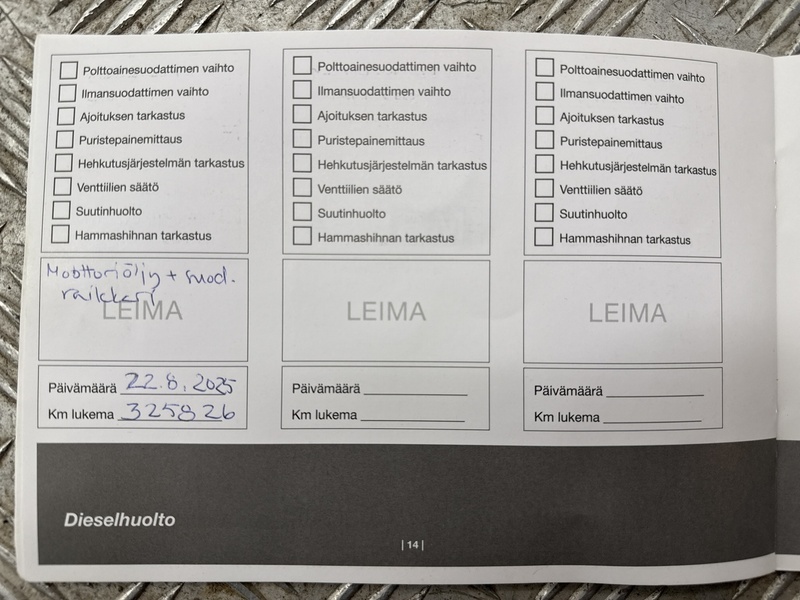 Polttoainesuodattimen vaihto
Ilmansuodattimen vaihto
Ajoituksen tarkastus
Puristepainemittaus
Hehkutusjärjestelmän tarkastus
Venttiilien säätö
Suutinhuolto
Hammashihnan tarkastus
Moottoriöljy + suod.
LEIMA
Päivämäärä 22.8.2025
Km lukema 325826
Polttoainesuodattimen vaihto
Ilmansuodattimen vaihto
Ajoituksen tarkastus
Puristepainemittaus
Hehkutusjärjestelmän tarkastus
Venttiilien säätö
Suutinhuolto
Hammashihnan tarkastus
LEIMA
Päivämäärä
Km lukema
Polttoainesuodattimen vaihto
Ilmansuodattimen vaihto
Ajoituksen tarkastus
Puristepainemittaus
Hehkutusjärjestelmän tarkastus
Venttiilien säätö
Suutinhuolto
Hammashihnan tarkastus
LEIMA
Päivämäärä
Km lukema
Dieselhuolto
| 14 |